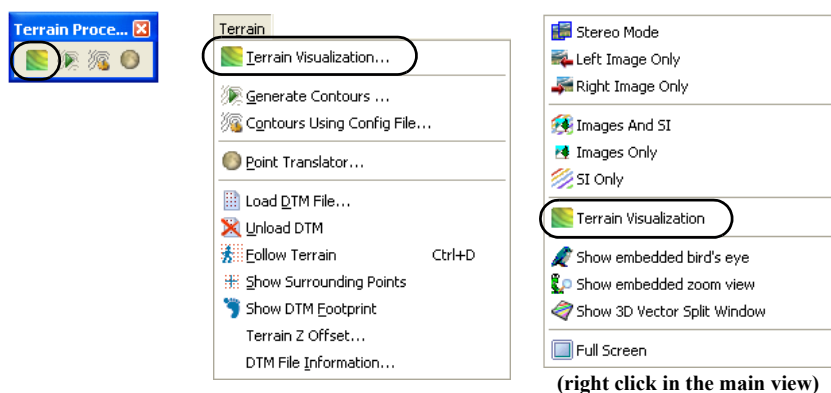 Terrain Proce...
Terrain
Terrain Visualization...
Generate Contours ...
Contours Using Config File...
Point Translator...
Load DTM File...
Unload DTM
Follow Terrain Ctrl+D
Show Surrounding Points
Show DTM Footprint
Terrain Z Offset...
DTM File Information...
Stereo Mode
Left Image Only
Right Image Only
Images And SI
Images Only
SI Only
Terrain Visualization
Show embedded bird's eye
Show embedded zoom view
Show 3D Vector Split Window
Full Screen
(right click in the main view)